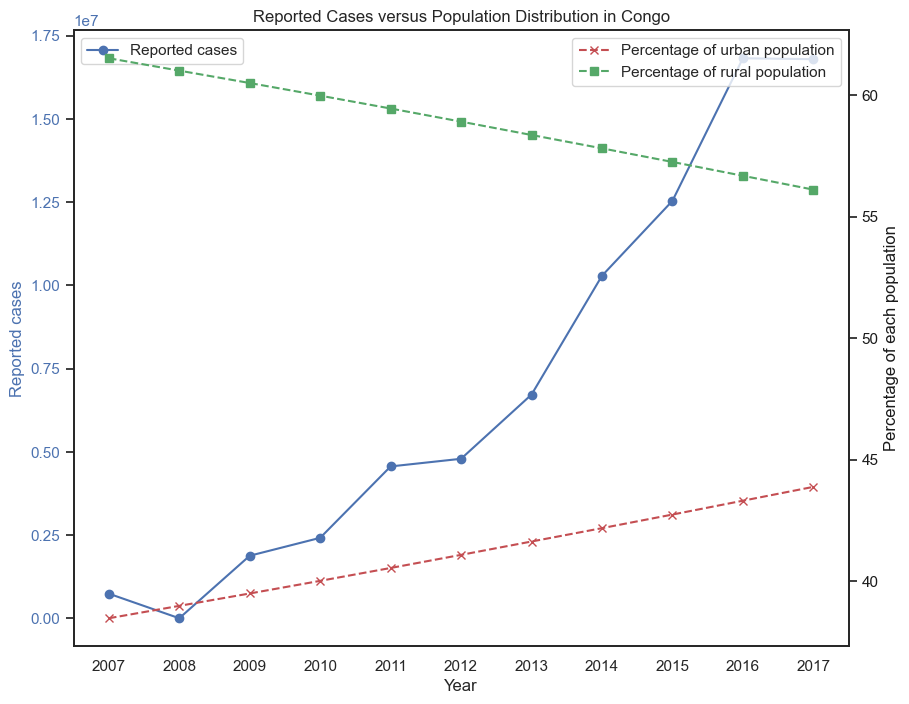 Reported Cases versus Population Distribution in Congo
1e7
Reported cases
Percentage of urban population
Percentage of rural population
1.75
1.50
1.25
1.00
0.75
0.50
0.25
0.00
Reported cases
60
55
50
45
40
Percentage of each population
2007 2008 2009 2010 2011 2012 2013 2014 2015 2016 2017
Year